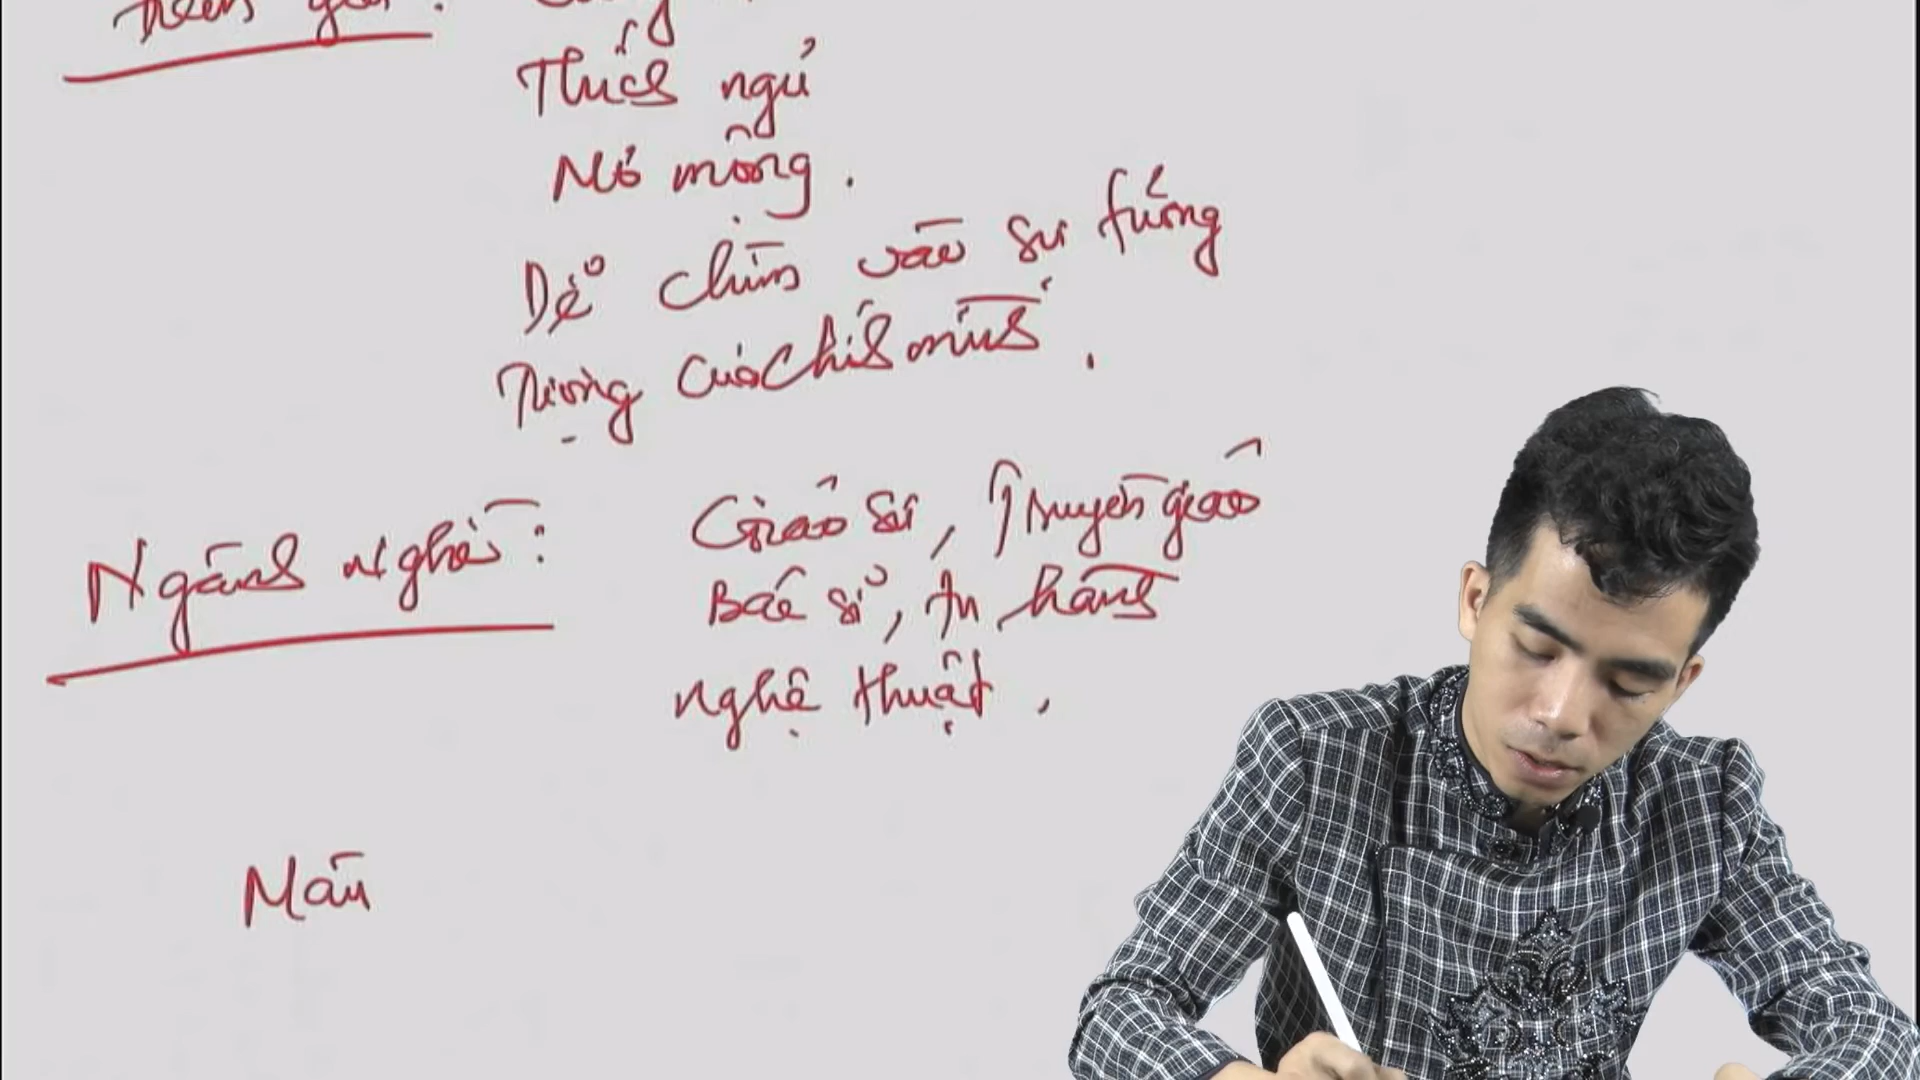 Thích ngủ
Mơ mộng.
Dễ chìm vào sự tưởng
Tượng của chính mình.
Ngành nghề: Giáo sư, Truyền giáo
Bác sĩ, tu hành
nghệ thuật,
Màu